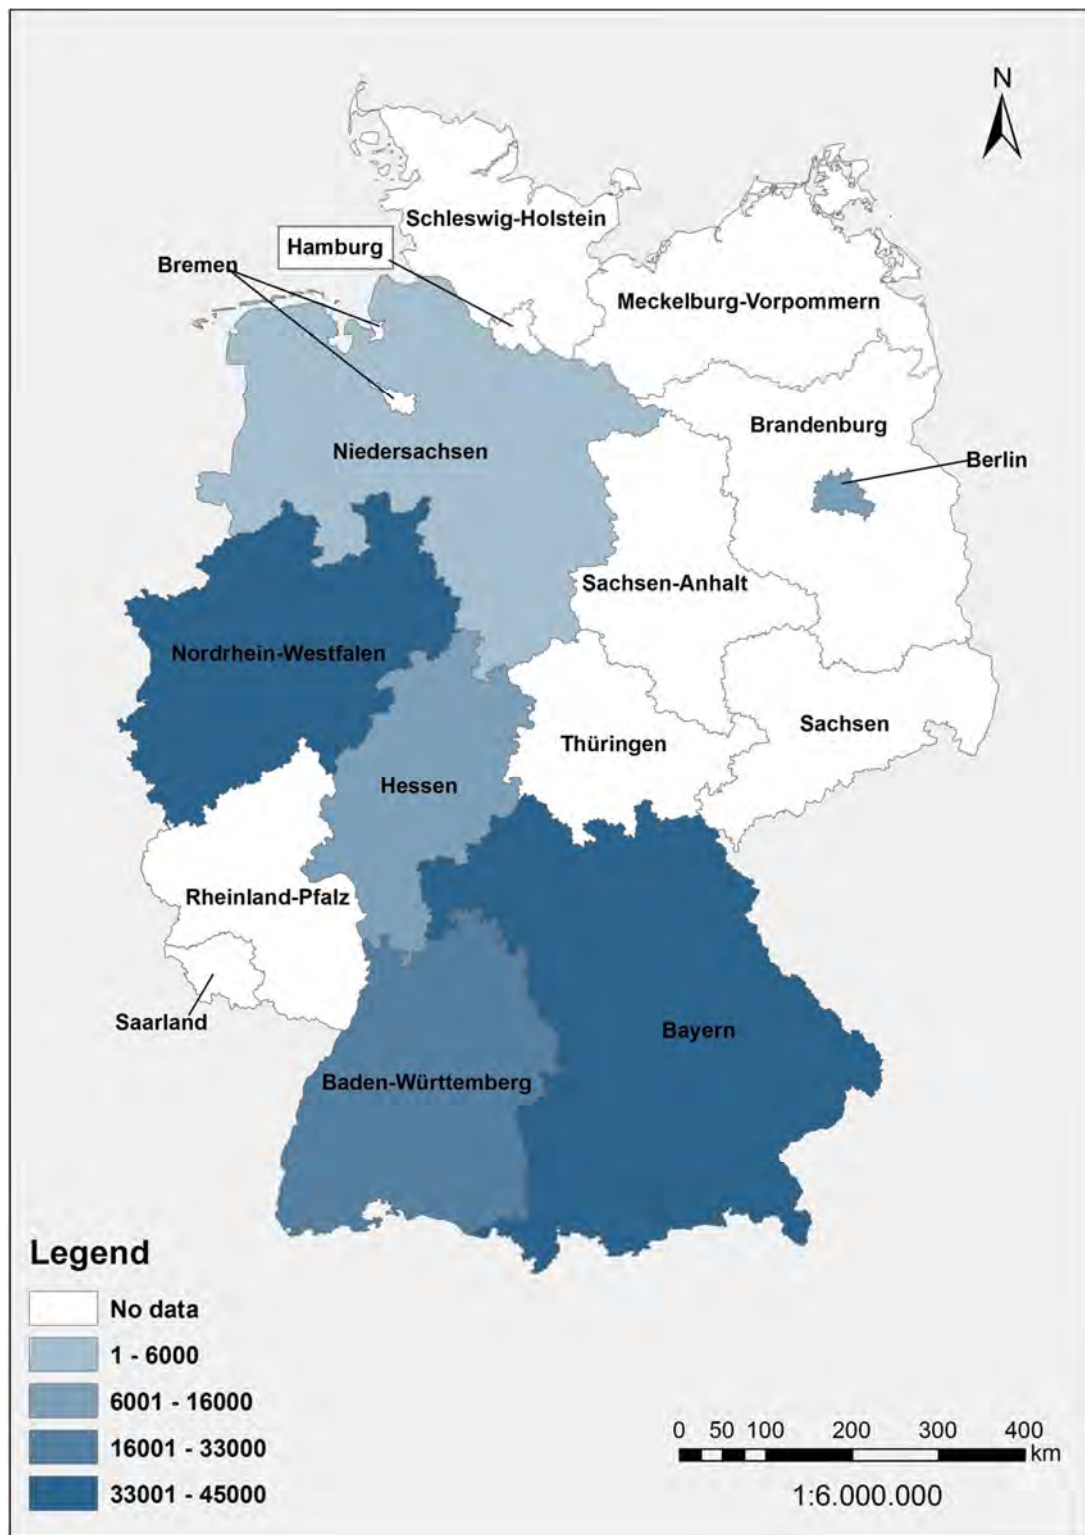 N
Schleswig-Holstein
Hamburg
Bremen
Meckelburg-Vorpommern
Brandenburg
Niedersachsen
Berlin
Sachsen-Anhalt
Nordrhein-Westfalen
Sachsen
Thüringen
Hessen
Rheinland-Pfalz
Saarland
Bayern
Baden-Württemberg
Legend
No data
1 - 6000
6001 - 16000
16001 - 33000
33001 - 45000
0 50 100 200 300 400
km
1:6.000.000